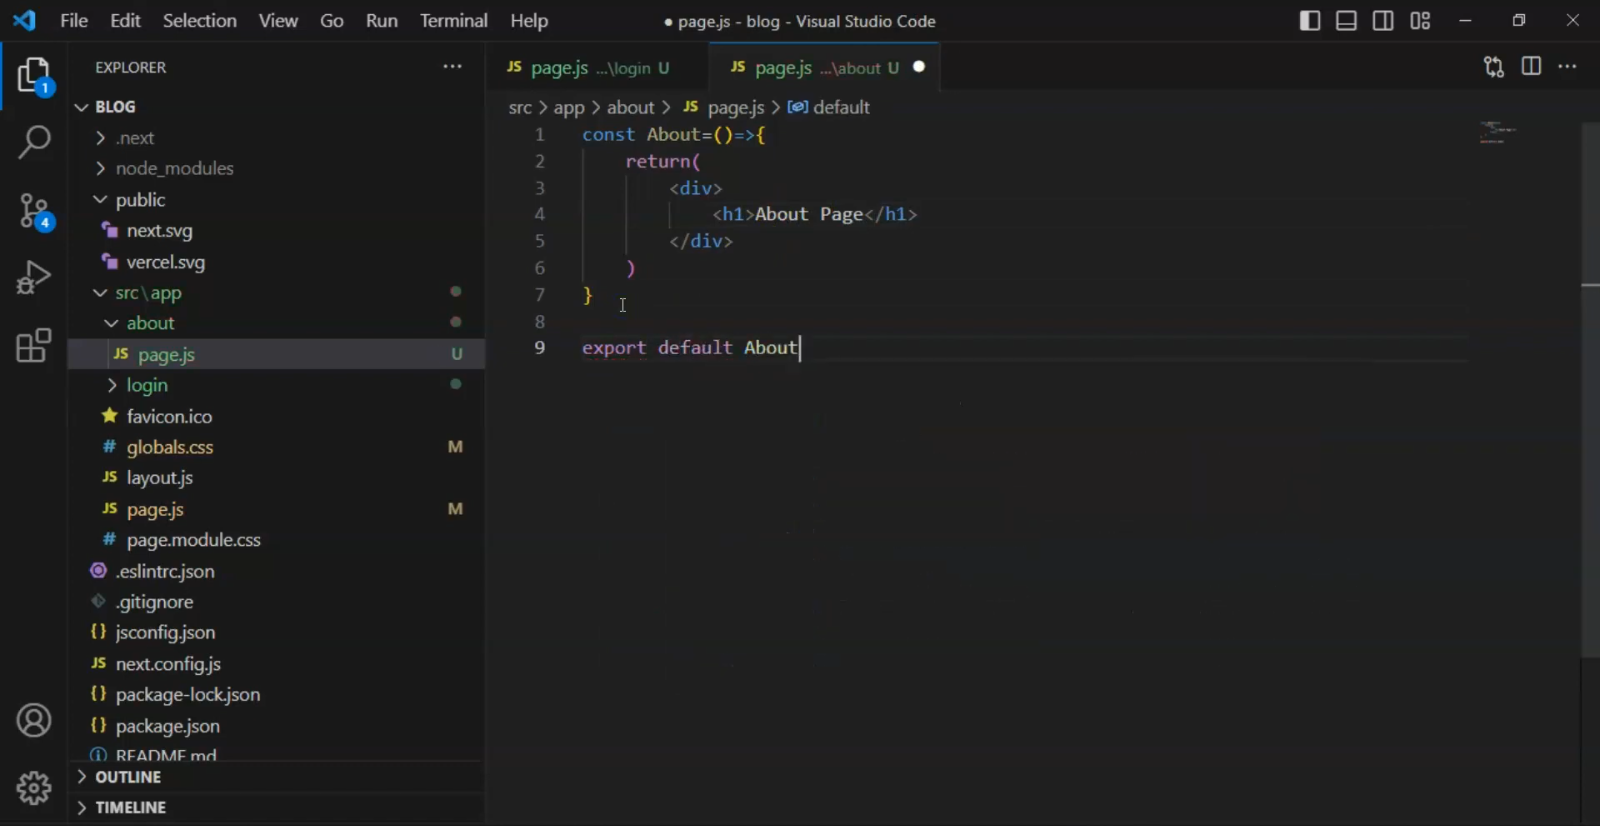 File Edit Selection View Go Run Terminal Help
● page.js - blog - Visual Studio Code
EXPLORER
BLOG
.next
node_modules
public
next.svg
vercel.svg
src\app
about
JS page.js U
login
favicon.ico
# globals.css M
JS layout.js
JS page.js M
# page.module.css
.eslintrc.json
.gitignore
{} jsconfig.json
JS next.config.js
{} package-lock.json
{} package.json
README.md
OUTLINE
TIMELINE
1
4
JS page.js ...\login U
JS page.js ...\about U
src > app > about > JS page.js > default
1 const About=()=>{
2 return(
3 <div>
4 <h1>About Page</h1>
5 </div>
6 )
7 }
8
9 export default About